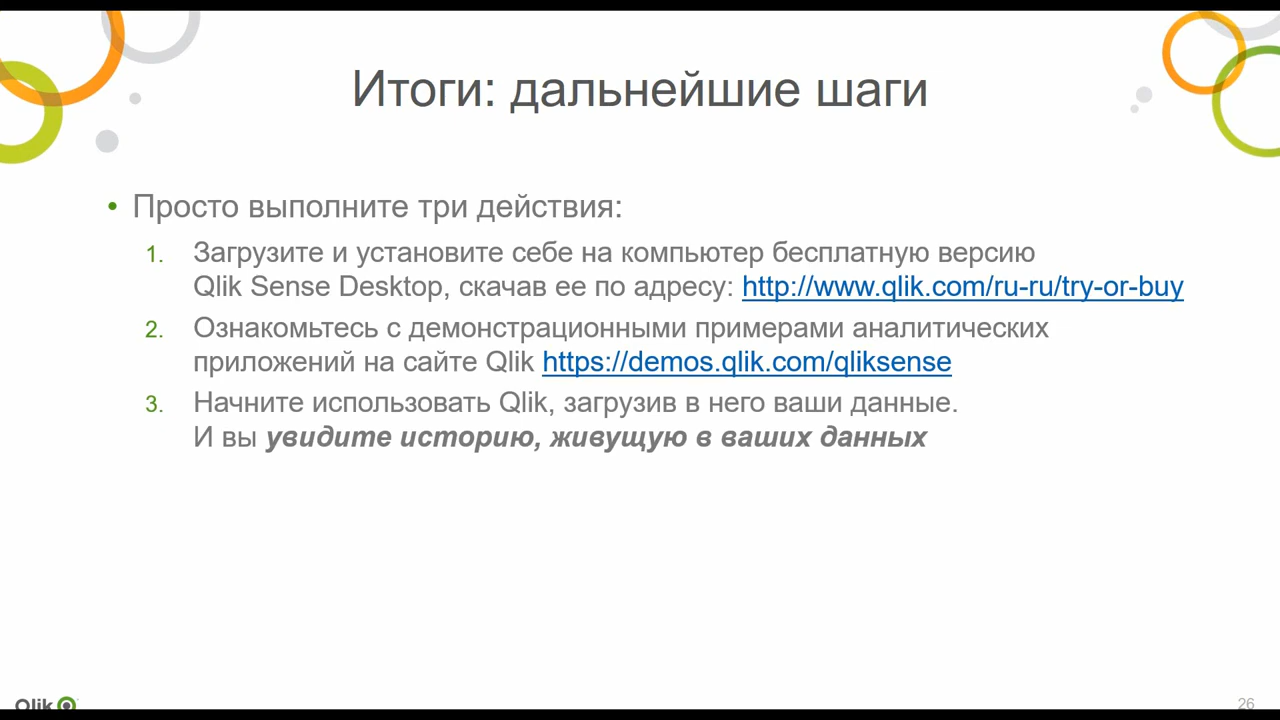 Итоги: дальнейшие шаги
• Просто выполните три действия:
1. Загрузите и установите себе на компьютер бесплатную версию
Qlik Sense Desktop, скачав ее по адресу: http://www.qlik.com/ru-ru/try-or-buy
2. Ознакомьтесь с демонстрационными примерами аналитических
приложений на сайте Qlik https://demos.qlik.com/qliksense
3. Начните использовать Qlik, загрузив в него ваши данные.
И вы увидите историю, живущую в ваших данных
Qlik
26